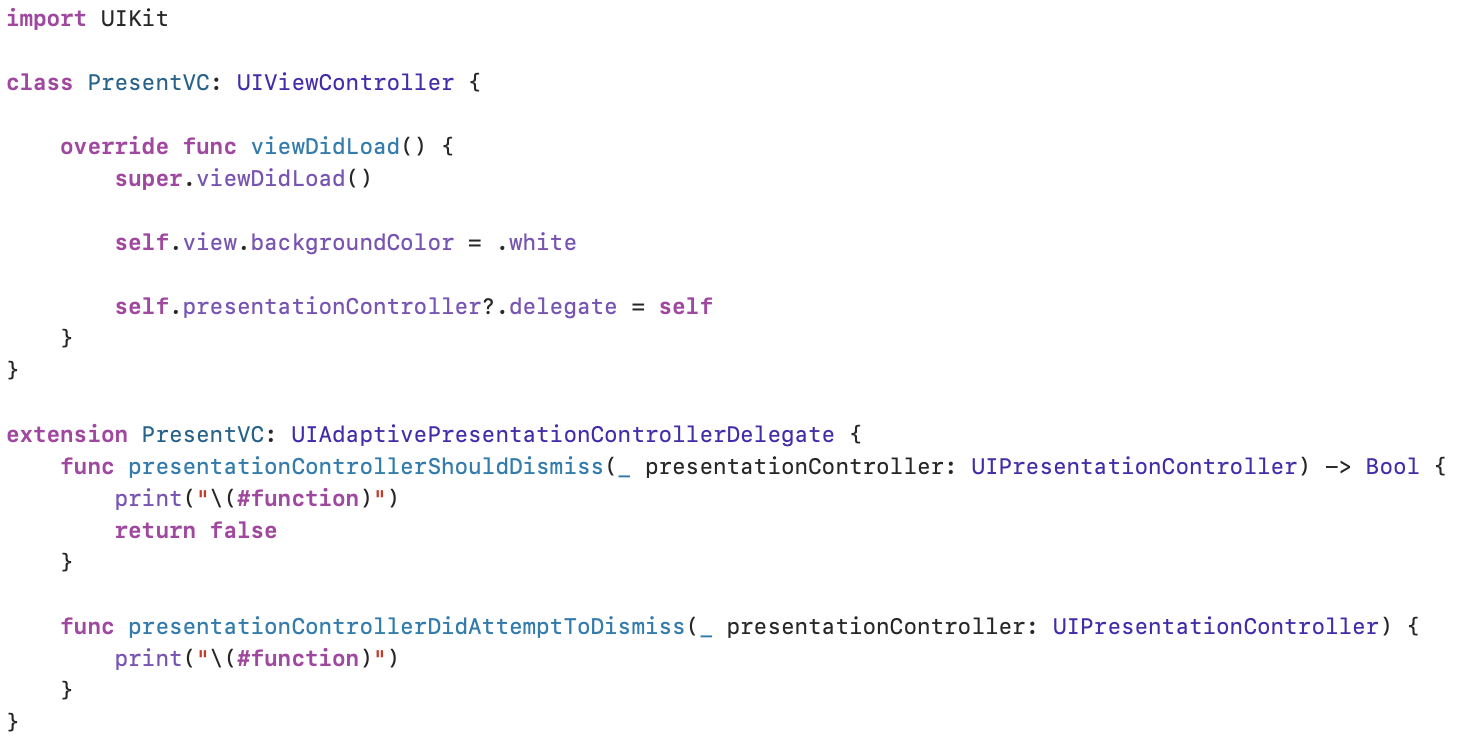 import UIKit
class PresentVC: UIViewController {
override func viewDidLoad() {
super.viewDidLoad()
self.view.backgroundColor = .white
self.presentationController?.delegate = self
}
}
extension PresentVC: UIAdaptivePresentationControllerDelegate {
func presentationControllerShouldDismiss(_ presentationController: UIPresentationController) -> Bool {
print("\(#function)")
return false
}
func presentationControllerDidAttemptToDismiss(_ presentationController: UIPresentationController) {
print("\(#function)")
}
}